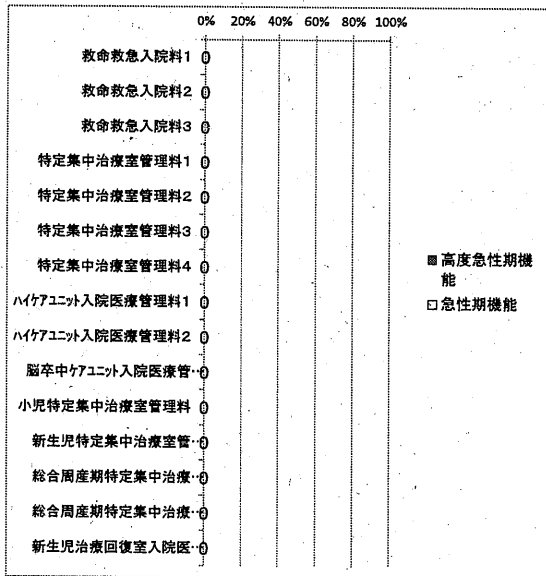 0% 20% 40% 60% 80% 100%
救命救急入院料1 0
救命救急入院料2 0
救命救急入院料3 0
特定集中治療室管理料1 0
特定集中治療室管理料2 0
特定集中治療室管理料3 0
特定集中治療室管理料4 0
ハイケアユニット入院医療管理料1 0
ハイケアユニット入院医療管理料2 0
脳卒中ケアユニット入院医療管… 0
小児特定集中治療室管理料 0
新生児特定集中治療室管… 0
総合周産期特定集中治療… 0
総合周産期特定集中治療… 0
新生児治療回復室入院医… 0
高度急性期機
能
急性期機能